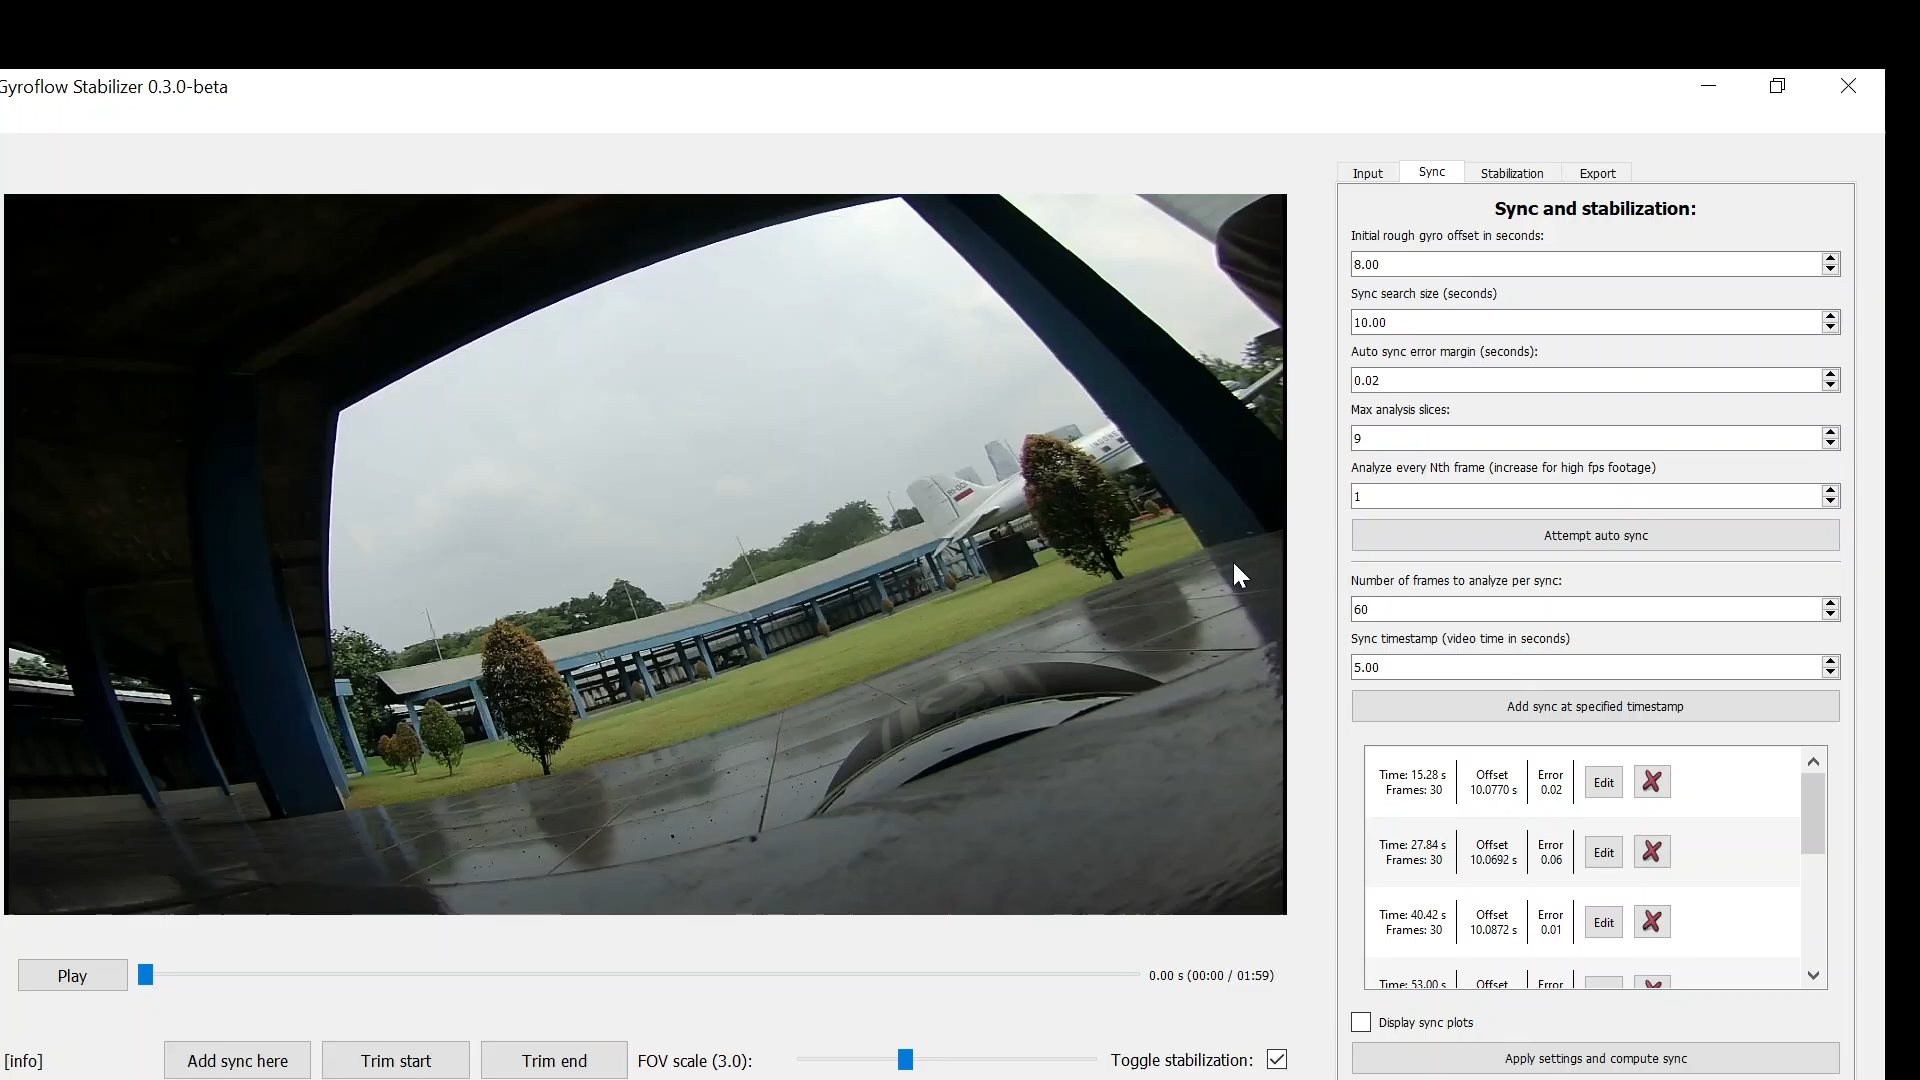 Gyroflow Stabilizer 0.3.0-beta
Input
Sync
Stabilization
Export
Sync and stabilization:
Initial rough gyro offset in seconds:
8.00
Sync search size (seconds)
10.00
Auto sync error margin (seconds):
0.02
Max analysis slices:
9
Analyze every Nth frame (increase for high fps footage)
1
Attempt auto sync
Number of frames to analyze per sync:
60
Sync timestamp (video time in seconds)
5.00
Add sync at specified timestamp
Time: 15.28 s
Frames: 30
Offset
10.0770 s
Error
0.02
Edit
Time: 27.84 s
Frames: 30
Offset
10.0692 s
Error
0.06
Edit
Time: 40.42 s
Frames: 30
Offset
10.0872 s
Error
0.01
Edit
Time: 53.00 s
Offset
Error
Display sync plots
Apply settings and compute sync
Play
0.00 s (00:00 / 01:59)
[info]
Add sync here
Trim start
Trim end
FOV scale (3.0):
Toggle stabilization: